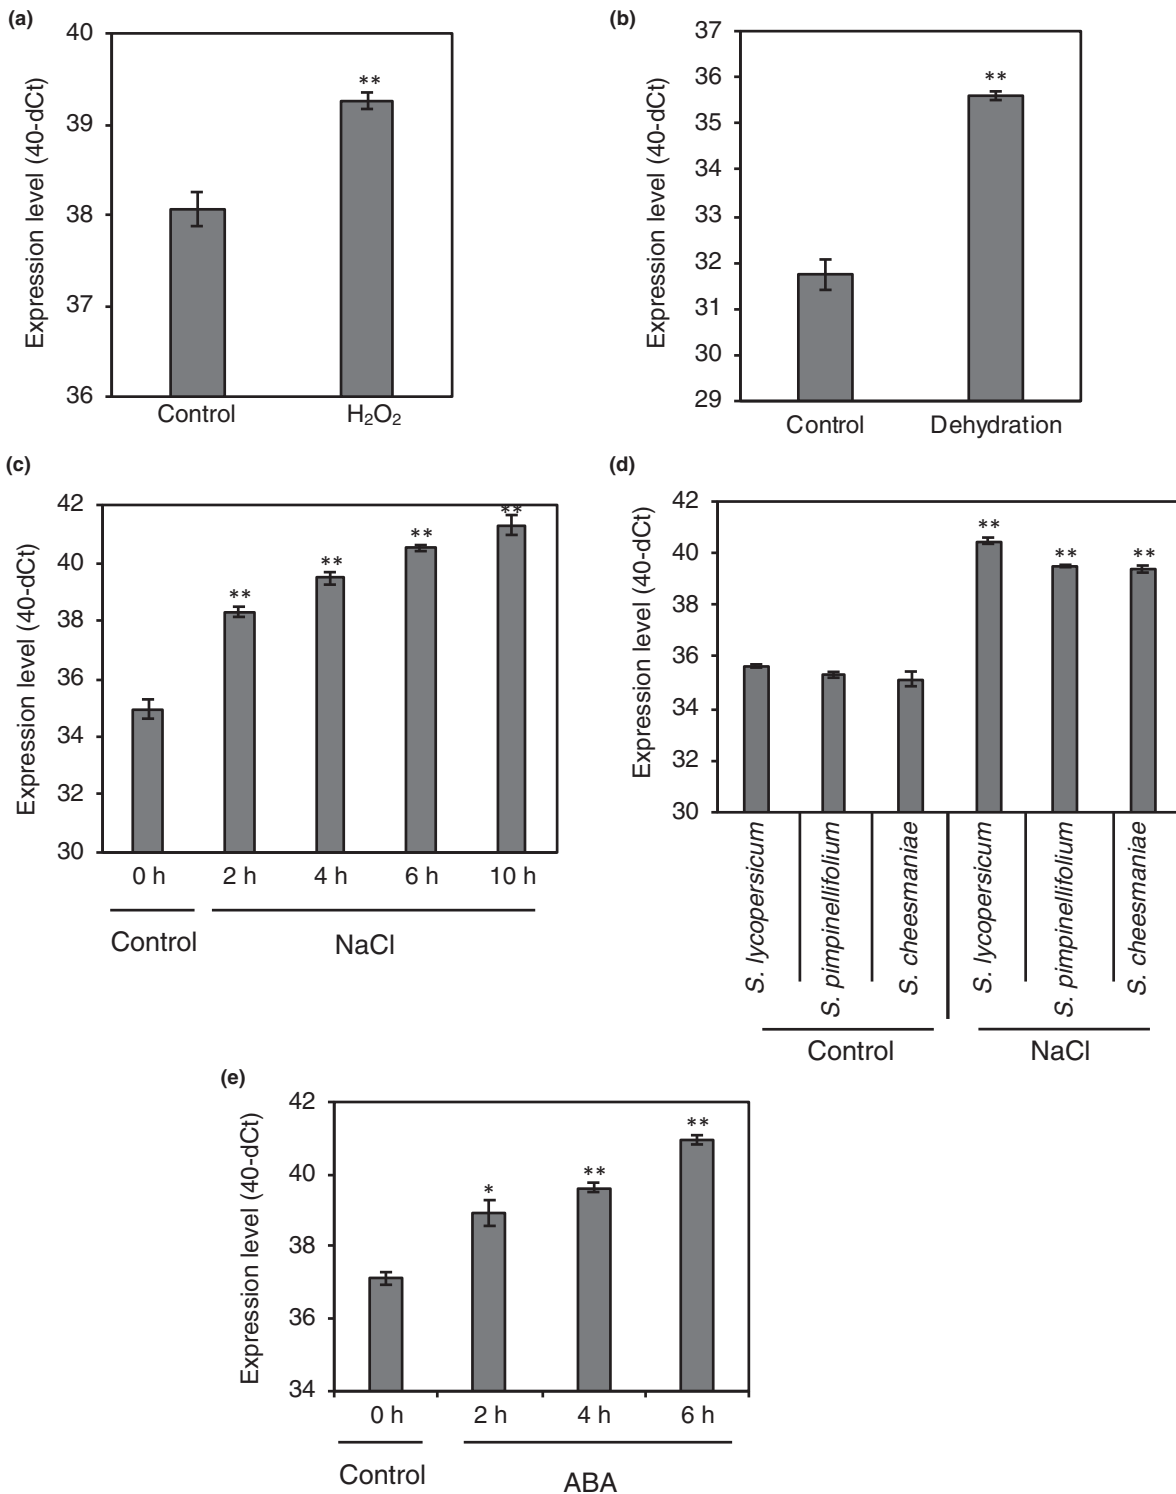 (a)
Expression level (40-dCt)
40
39
38
37
36
**
Control
H₂O₂
(b)
Expression level (40-dCt)
37
36
35
34
33
32
31
30
29
**
Control
Dehydration
(c)
Expression level (40-dCt)
42
40
38
36
34
32
30
**
**
**
**
0 h 2 h 4 h 6 h 10 h
Control
NaCl
(d)
Expression level (40-dCt)
42
40
38
36
34
32
30
**
**
**
S. lycopersicum
S. pimpinellifolium
S. cheesmaniae
S. lycopersicum
S. pimpinellifolium
S. cheesmaniae
Control
NaCl
(e)
Expression level (40-dCt)
42
40
38
36
34
*
**
**
0 h 2 h 4 h 6 h
Control
ABA